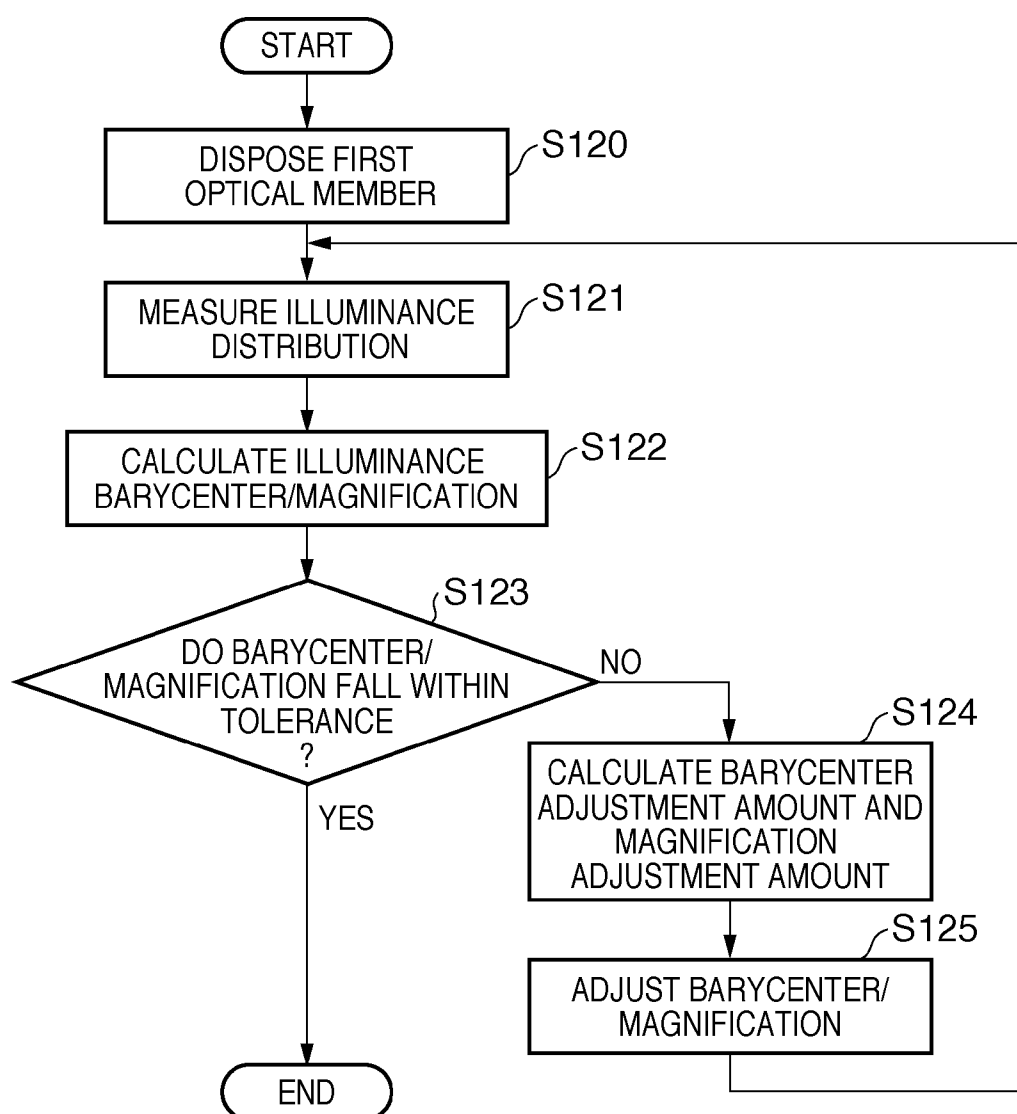 START
S120
DISPOSE FIRST
OPTICAL MEMBER
S121
MEASURE ILLUMINANCE
DISTRIBUTION
S122
CALCULATE ILLUMINANCE
BARYCENTER/MAGNIFICATION
S123
DO BARYCENTER/
MAGNIFICATION FALL WITHIN
TOLERANCE
?
NO
YES
S124
CALCULATE BARYCENTER
ADJUSTMENT AMOUNT AND
MAGNIFICATION
ADJUSTMENT AMOUNT
S125
ADJUST BARYCENTER/
MAGNIFICATION
END